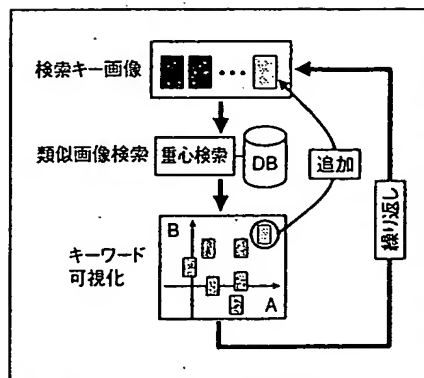 検索キー画像
類似画像検索
重心検索
DB
追加
繰り返し
キーワード
可視化
B
A